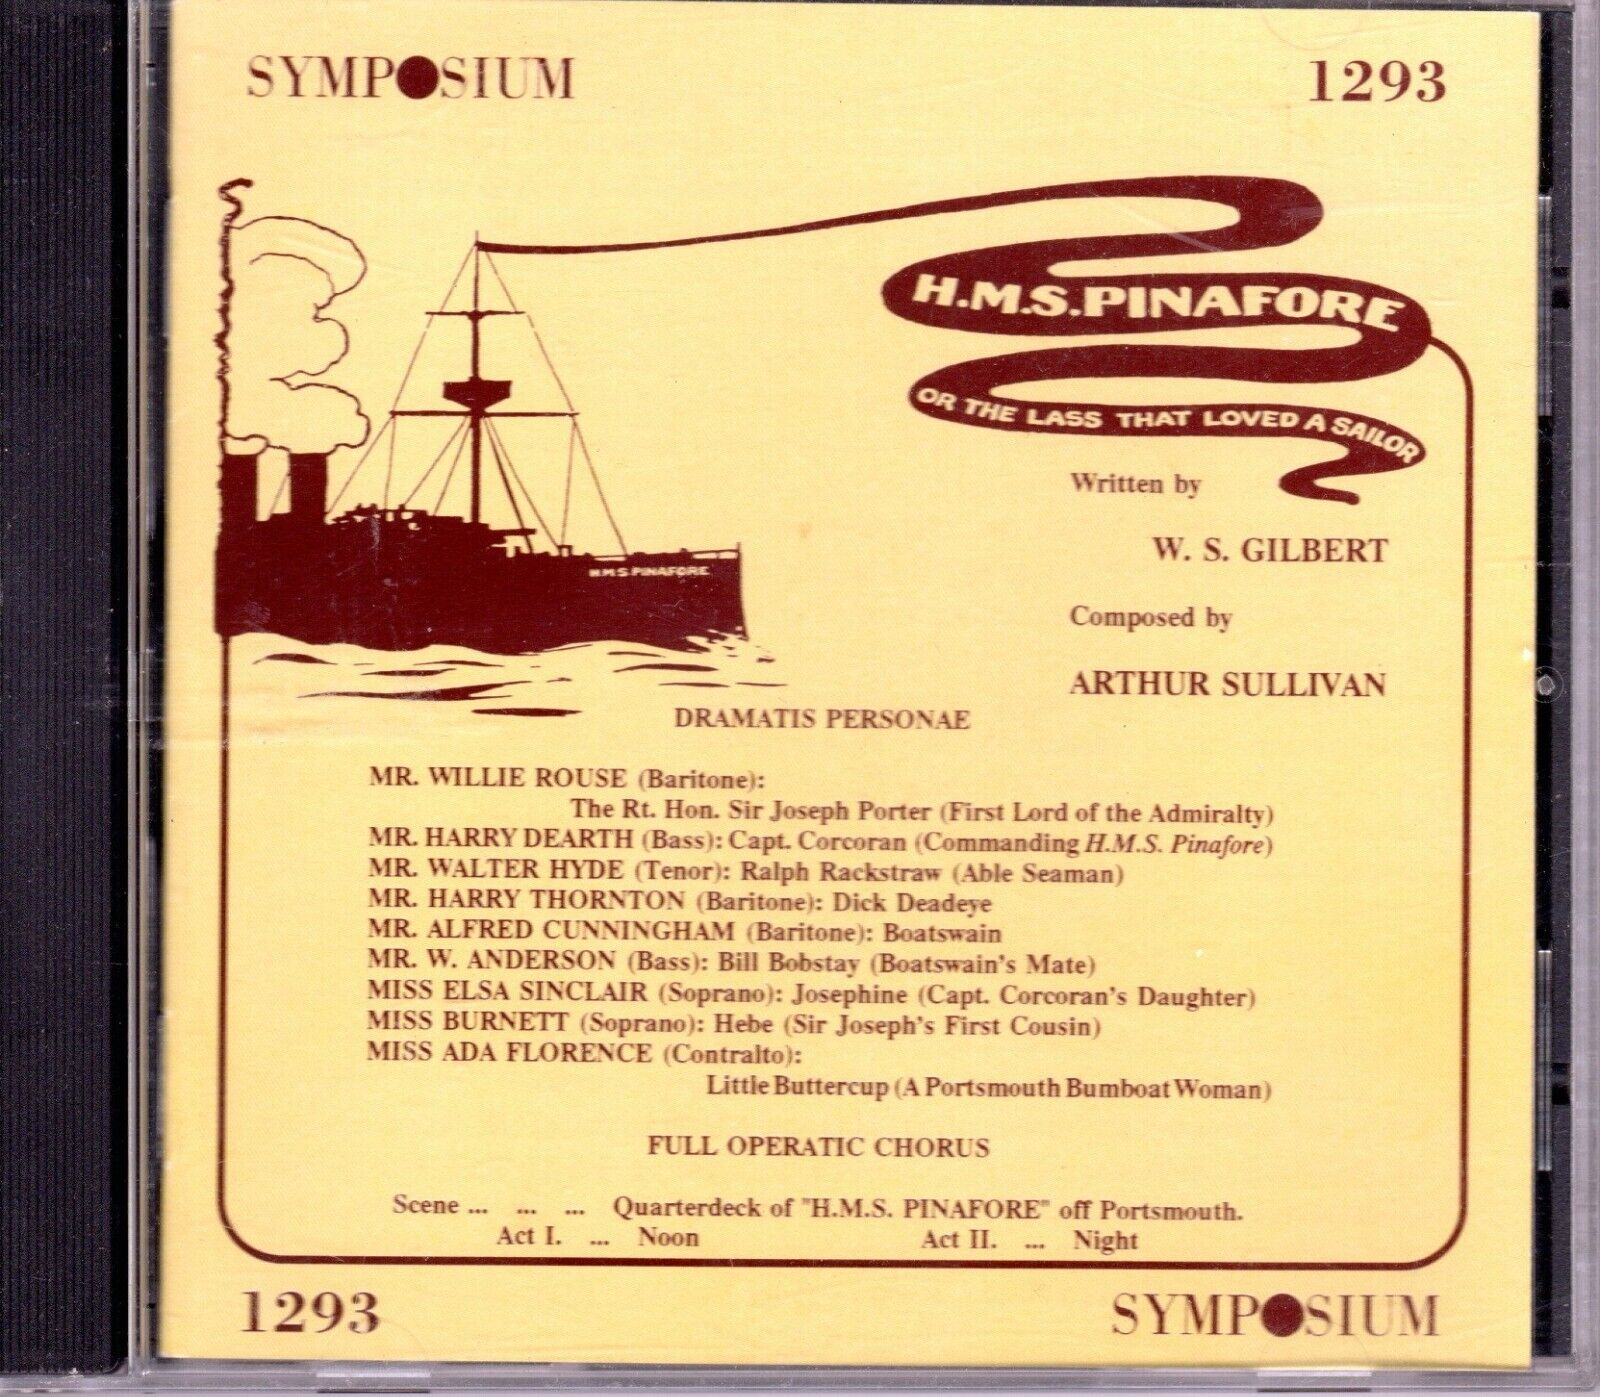 SYMPOSIUM
1293
H.M.S. PINAFORE
OR THE LASS THAT LOVED A SAILOR
Written by
W. S. GILBERT
H.M.S. PINAFORE
Composed by
ARTHUR SULLIVAN
DRAMATIS PERSONAE
MR. WILLIE ROUSE (Baritone):
The Rt. Hon. Sir Joseph Porter (First Lord of the Admiralty)
MR. HARRY DEARTH (Bass): Capt. Corcoran (Commanding H.M.S. Pinafore)
MR. WALTER HYDE (Tenor): Ralph Rackstraw (Able Seaman)
MR. HARRY THORNTON (Baritone): Dick Deadeye
MR. ALFRED CUNNINGHAM (Baritone): Boatswain
MR. W. ANDERSON (Bass): Bill Bobstay (Boatswain's Mate)
MISS ELSA SINCLAIR (Soprano): Josephine (Capt. Corcoran's Daughter)
MISS BURNETT (Soprano): Hebe (Sir Joseph's First Cousin)
MISS ADA FLORENCE (Contralto):
Little Buttercup (A Portsmouth Bumboat Woman)
FULL OPERATIC CHORUS
Scene ... ... ... Quarterdeck of "H.M.S. PINAFORE" off Portsmouth.
Act I. ... Noon Act II. ... Night
1293
SYMPOSIUM